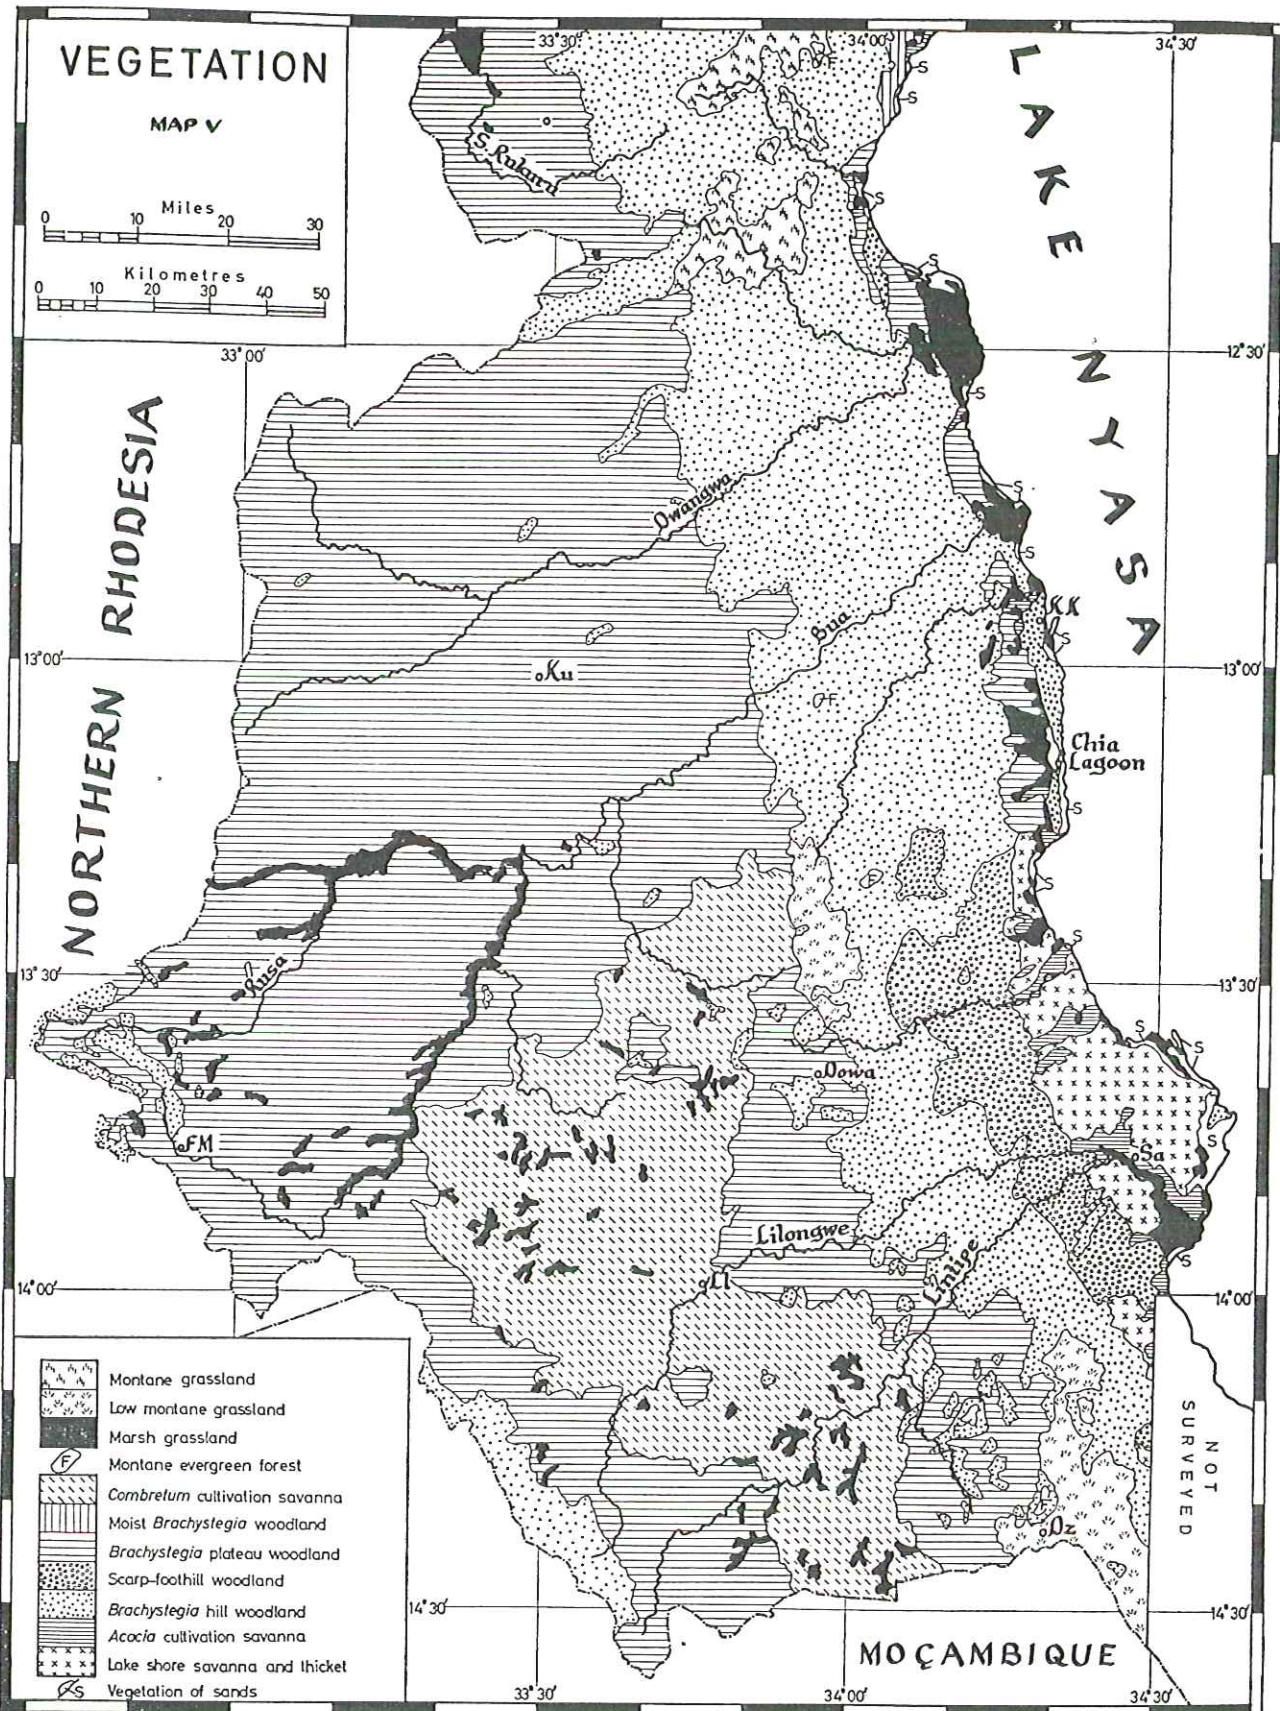 VEGETATION
MAP V
Miles
0 10 20 30
Kilometres
0 10 20 30 40 50
33°30'
34°00'
34°30'
LAKE NYASA
F
S
S
S. Rukuru
S
S
33°00'
12°30'
S
NORTHERN RHODESIA
Dwangwa
S
S
Bua
KK
S
13°00'
Ku
13°00'
F
Chia
Lagoon
S
F
S
S
13°30'
Rusa
13°30'
S
S
Dowa
S
FM
Sa
Lilongwe
Lintipe
S
14°00'
Ll
14°00'
Montane grassland
Low montane grassland
Marsh grassland
F Montane evergreen forest
Combretum cultivation savanna
Moist Brachystegia woodland
Brachystegia plateau woodland
Scarp-foothill woodland
Brachystegia hill woodland
Acacia cultivation savanna
Lake shore savanna and thicket
S Vegetation of sands
NOT
SURVEYED
Dz
14°30'
14°30'
MOÇAMBIQUE
33°30'
34°00'
34°30'